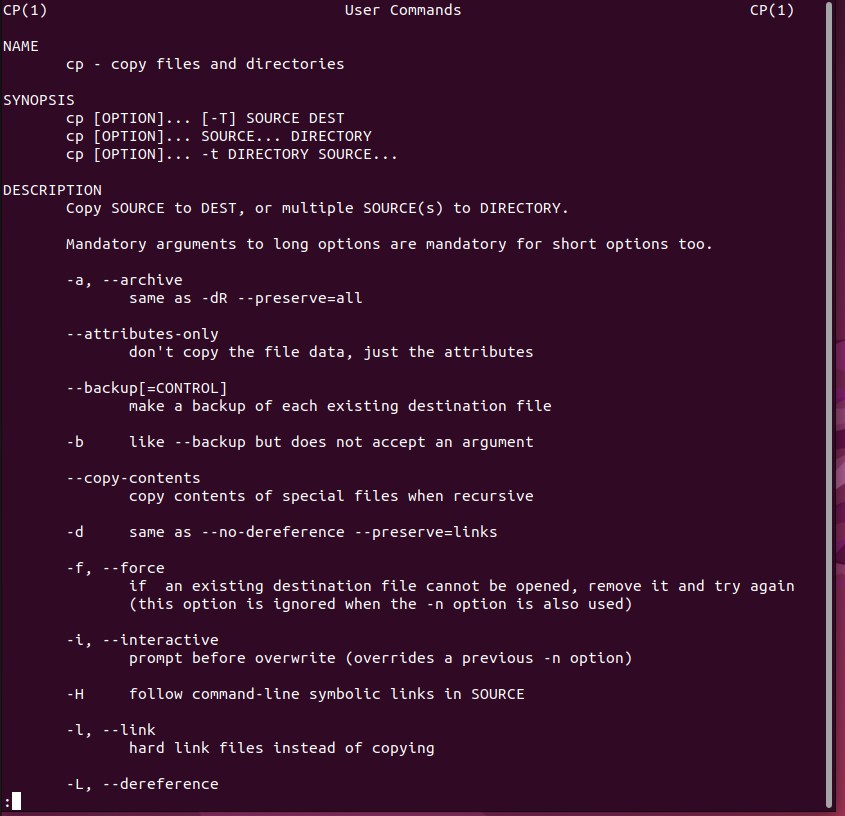 CP(1) User Commands CP(1)
NAME
cp - copy files and directories
SYNOPSIS
cp [OPTION]... [-T] SOURCE DEST
cp [OPTION]... SOURCE... DIRECTORY
cp [OPTION]... -t DIRECTORY SOURCE...
DESCRIPTION
Copy SOURCE to DEST, or multiple SOURCE(s) to DIRECTORY.
Mandatory arguments to long options are mandatory for short options too.
-a, --archive
same as -dR --preserve=all
--attributes-only
don't copy the file data, just the attributes
--backup[=CONTROL]
make a backup of each existing destination file
-b like --backup but does not accept an argument
--copy-contents
copy contents of special files when recursive
-d same as --no-dereference --preserve=links
-f, --force
if an existing destination file cannot be opened, remove it and try again
(this option is ignored when the -n option is also used)
-i, --interactive
prompt before overwrite (overrides a previous -n option)
-H follow command-line symbolic links in SOURCE
-l, --link
hard link files instead of copying
-L, --dereference
: